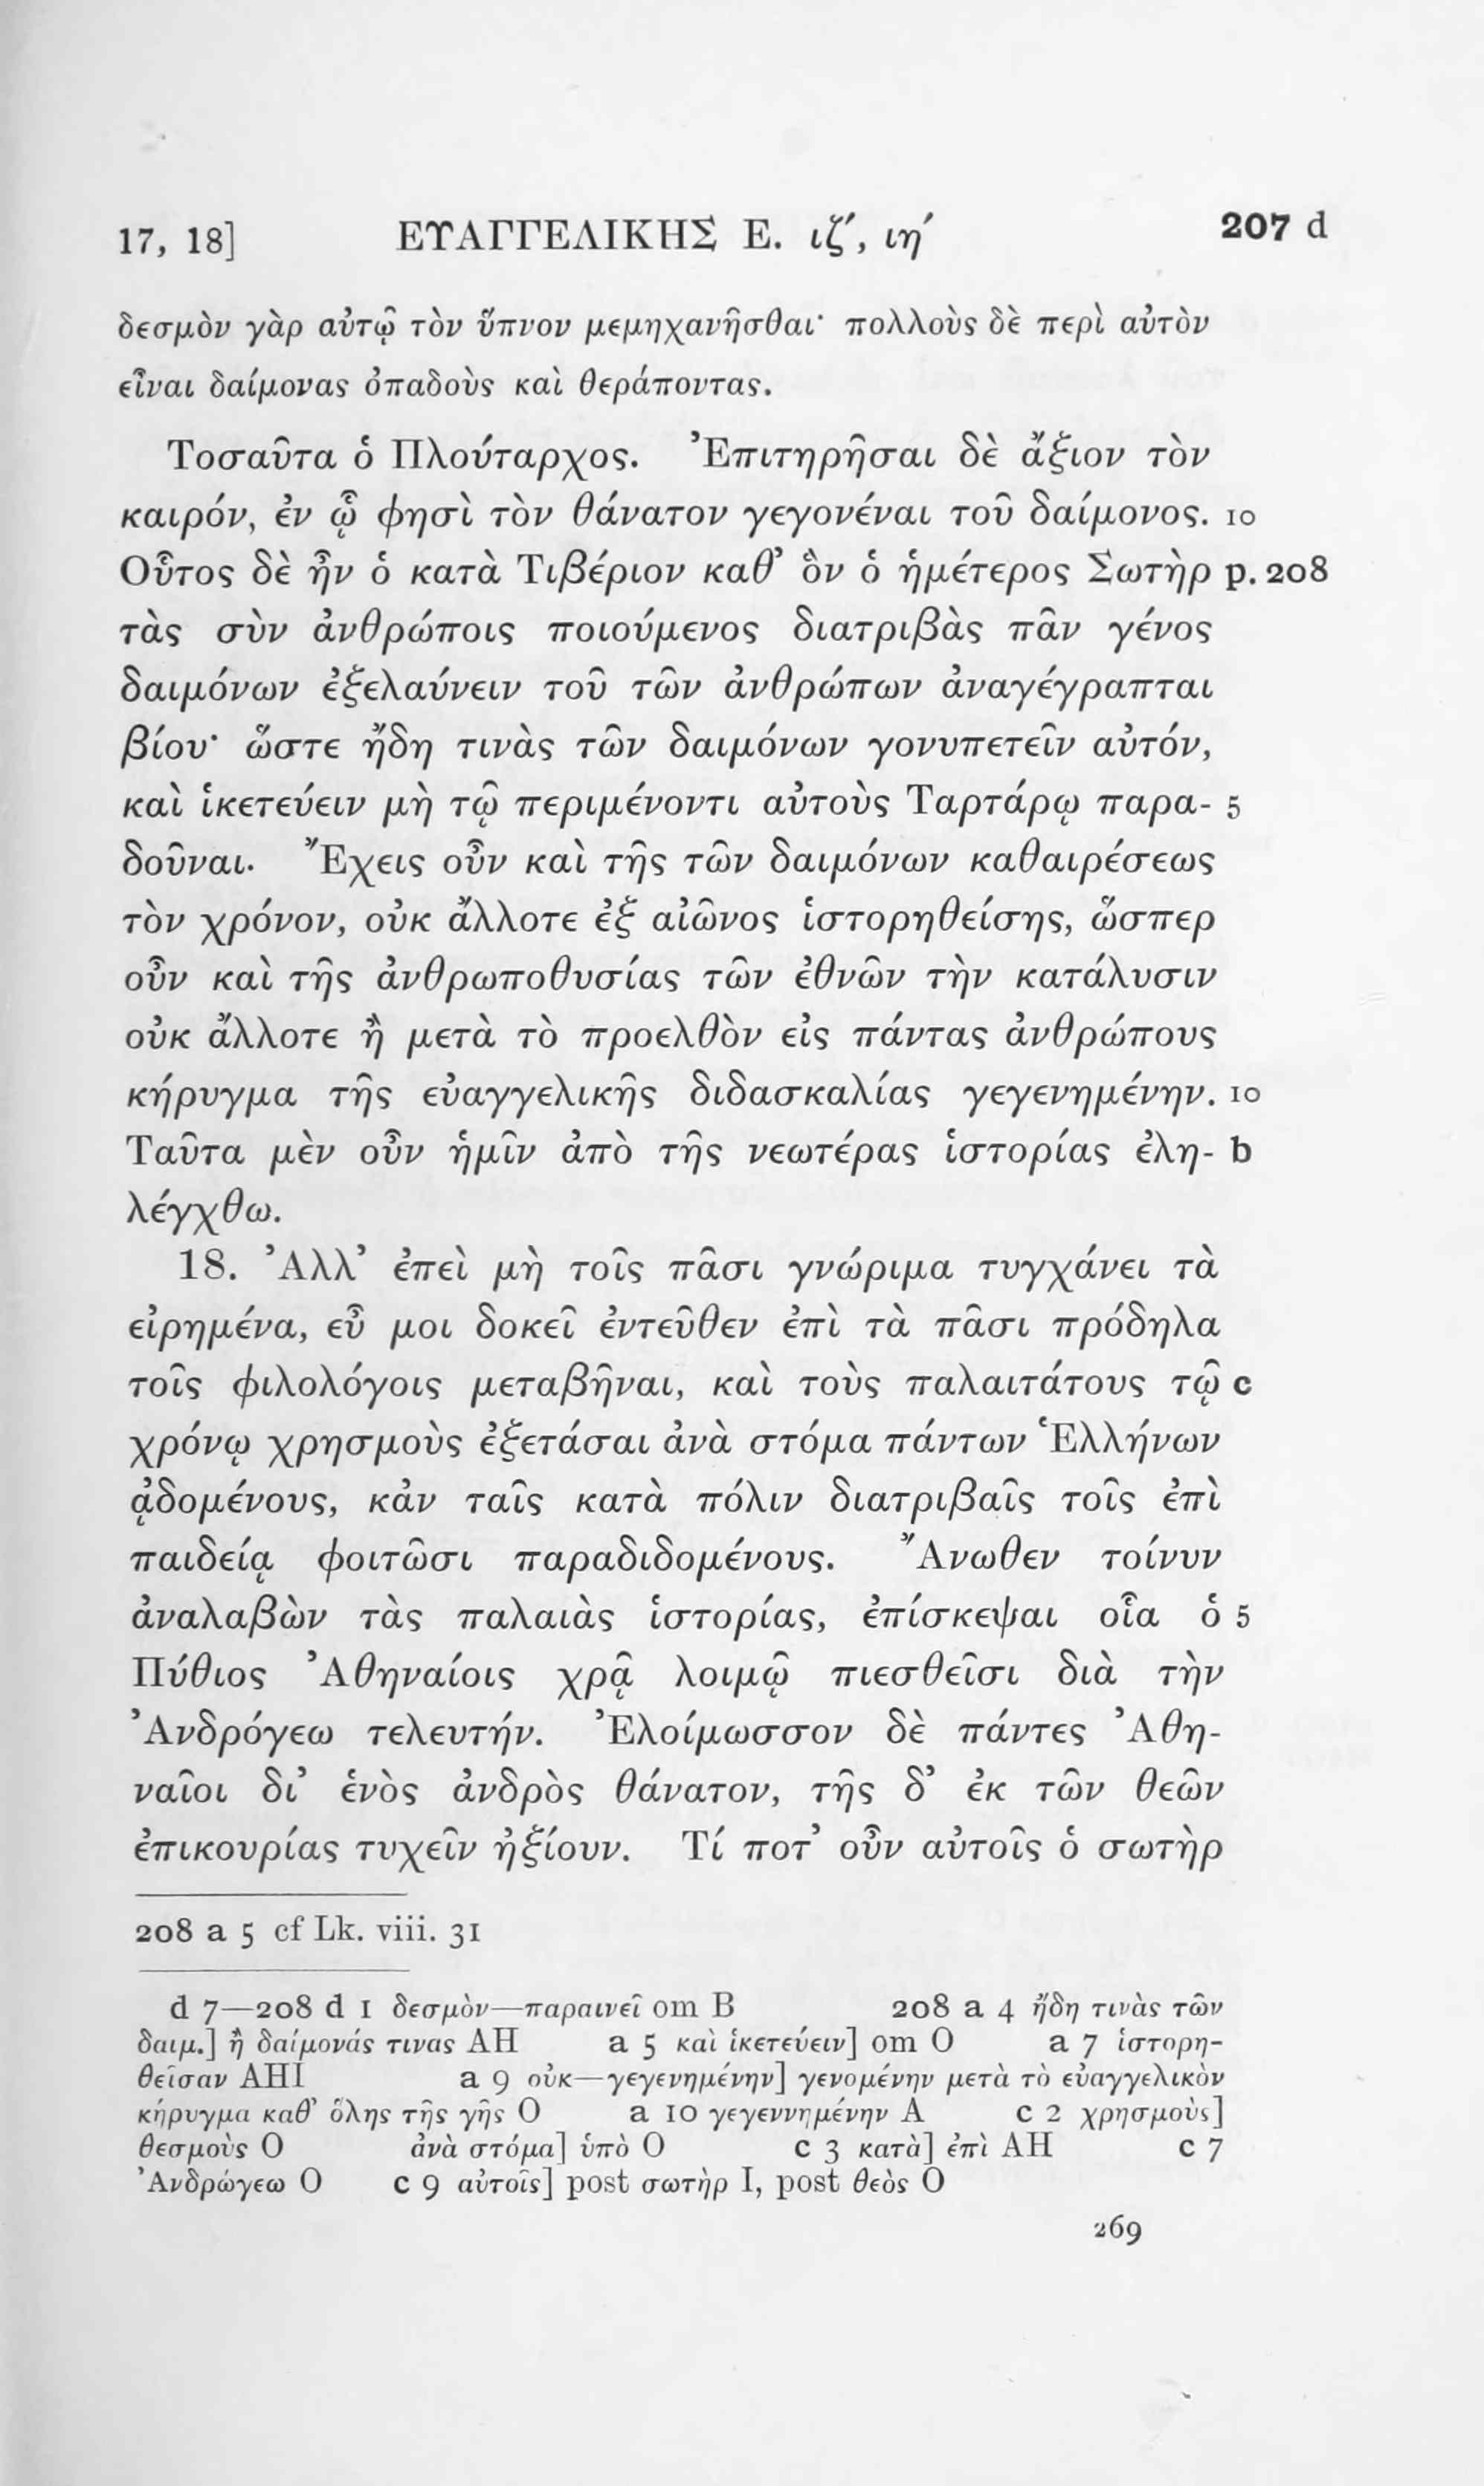 17, 18] ΕΥΑΓΓΕΛΙΚΗΣ Ε. ιζ′, ιη′ 207 d
δεσμὸν γὰρ αὐτῷ τὸν ὕπνον μεμηχανῆσθαι· πολλοὺς δὲ περὶ αὐτὸν
εἶναι δαίμονας ὀπαδοὺς καὶ θεράποντας.
Τοσαῦτα ὁ Πλούταρχος. Ἐπιτηρῆσαι δὲ ἄξιον τὸν
καιρόν, ἐν ᾧ φησὶ τὸν θάνατον γεγονέναι τοῦ δαίμονος. 10
Οὗτος δὲ ἦν ὁ κατὰ Τιβέριον καθ’ ὃν ὁ ἡμέτερος Σωτὴρ p. 208
τὰς σὺν ἀνθρώποις ποιούμενος διατριβὰς πᾶν γένος
δαιμόνων ἐξελαύνειν τοῦ τῶν ἀνθρώπων ἀναγέγραπται
βίου· ὥστε ἤδη τινὰς τῶν δαιμόνων γονυπετεῖν αὐτόν,
καὶ ἱκετεύειν μὴ τῷ περιμένοντι αὐτοὺς Ταρτάρῳ παρα- 5
δοῦναι. Ἔχεις οὖν καὶ τῆς τῶν δαιμόνων καθαιρέσεως
τὸν χρόνον, οὐκ ἄλλοτε ἐξ αἰῶνος ἱστορηθείσης, ὥσπερ
οὖν καὶ τῆς ἀνθρωποθυσίας τῶν ἐθνῶν τὴν κατάλυσιν
οὐκ ἄλλοτε ἢ μετὰ τὸ προελθὸν εἰς πάντας ἀνθρώπους
κήρυγμα τῆς εὐαγγελικῆς διδασκαλίας γεγενημένην. 10
Ταῦτα μὲν οὖν ἡμῖν ἀπὸ τῆς νεωτέρας ἱστορίας ἐλη- b
λέγχθω.
18. Ἀλλ’ ἐπεὶ μὴ τοῖς πᾶσι γνώριμα τυγχάνει τὰ
εἰρημένα, εὖ μοι δοκεῖ ἐντεῦθεν ἐπὶ τὰ πᾶσι πρόδηλα
τοῖς φιλολόγοις μεταβῆναι, καὶ τοὺς παλαιτάτους τῷ c
χρόνῳ χρησμοὺς ἐξετάσαι ἀνὰ στόμα πάντων Ἑλλήνων
ᾀδομένους, κἀν ταῖς κατὰ πόλιν διατριβαῖς τοῖς ἐπὶ
παιδείᾳ φοιτῶσι παραδιδομένους. Ἄνωθεν τοίνυν
ἀναλαβὼν τὰς παλαιὰς ἱστορίας, ἐπίσκεψαι οἷα ὁ 5
Πύθιος Ἀθηναίοις χρᾷ λοιμῷ πιεσθεῖσι διὰ τὴν
Ἀνδρόγεω τελευτήν. Ἐλοίμωσσον δὲ πάντες Ἀθη-
ναῖοι δι’ ἑνὸς ἀνδρὸς θάνατον, τῆς δ’ ἐκ τῶν θεῶν
ἐπικουρίας τυχεῖν ἠξίουν. Τί ποτ’ οὖν αὐτοῖς ὁ σωτὴρ
208 a 5 cf Lk. viii. 31
d 7—208 d 1 δεσμὸν—παραινεῖ om B 208 a 4 ἤδη τινὰς τῶν
δαιμ.] ἢ δαίμονάς τινας AH a 5 καὶ ἱκετεύειν] om O a 7 ἱστορη-
θεῖσαν AHI a 9 οὐκ—γεγενημένην] γενομένην μετὰ τὸ εὐαγγελικὸν
κήρυγμα καθ’ ὅλης τῆς γῆς O a 10 γεγεννημένην A c 2 χρησμοὺς]
θεσμοὺς O ἀνὰ στόμα] ὑπὸ O c 3 κατὰ] ἐπὶ AH c 7
Ἀνδρώγεω O c 9 αὐτοῖς] post σωτὴρ I, post θεὸς O
269